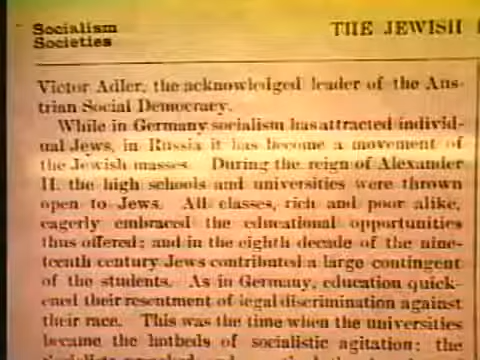 Socialism
Societies
THE JEWISH
Victor Adler, the acknowledged leader of the Aus-
trian Social Democracy.
While in Germany socialism has attracted individ-
ual Jews, in Russia it has become a movement of
the Jewish masses. During the reign of Alexander
II. the high schools and universities were thrown
open to Jews. All classes, rich and poor alike,
eagerly embraced the educational opportunities
thus offered; and in the eighth decade of the nine-
teenth century Jews contributed a large contingent
of the students. As in Germany, education quick-
ened their resentment of legal discrimination against
their race. This was the time when the universities
became the hotbeds of socialistic agitation; the